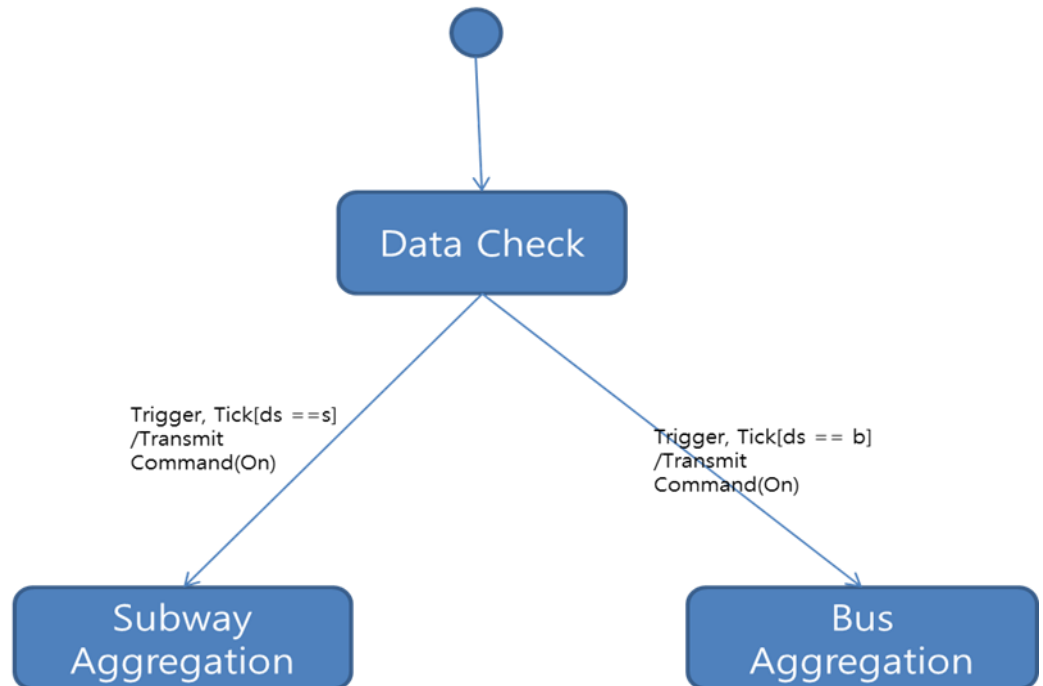 Data Check
Trigger, Tick[ds ==s]
/Transmit
Command(On)
Trigger, Tick[ds == b]
/Transmit
Command(On)
Subway
Aggregation
Bus
Aggregation